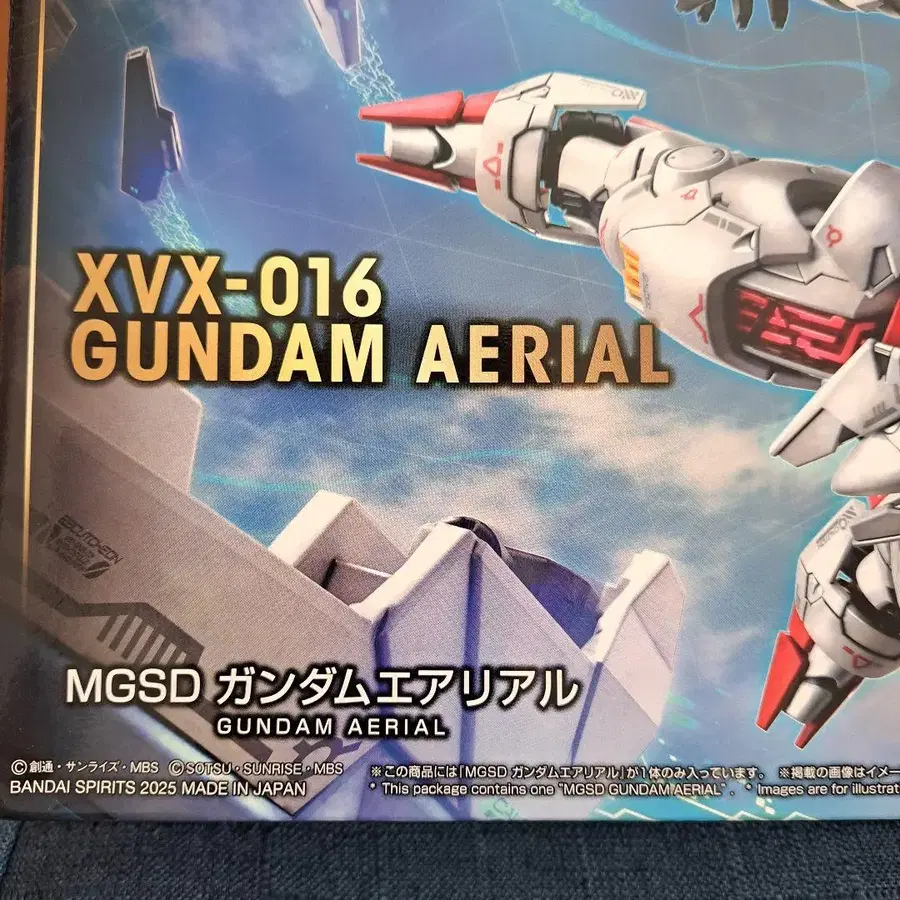 XVX-016
GUNDAM AERIAL
MGSD ガンダムエアリアル
GUNDAM AERIAL
©創通・サンライズ・MBS ©SOTSU・SUNRISE・MBS
BANDAI SPIRITS 2025 MADE IN JAPAN
※この商品には「MGSD ガンダムエアリアル」が1体のみ入っています。 ※掲載の画像はイメー
* This package contains one "MGSD GUNDAM AERIAL". * Images are for illustrat